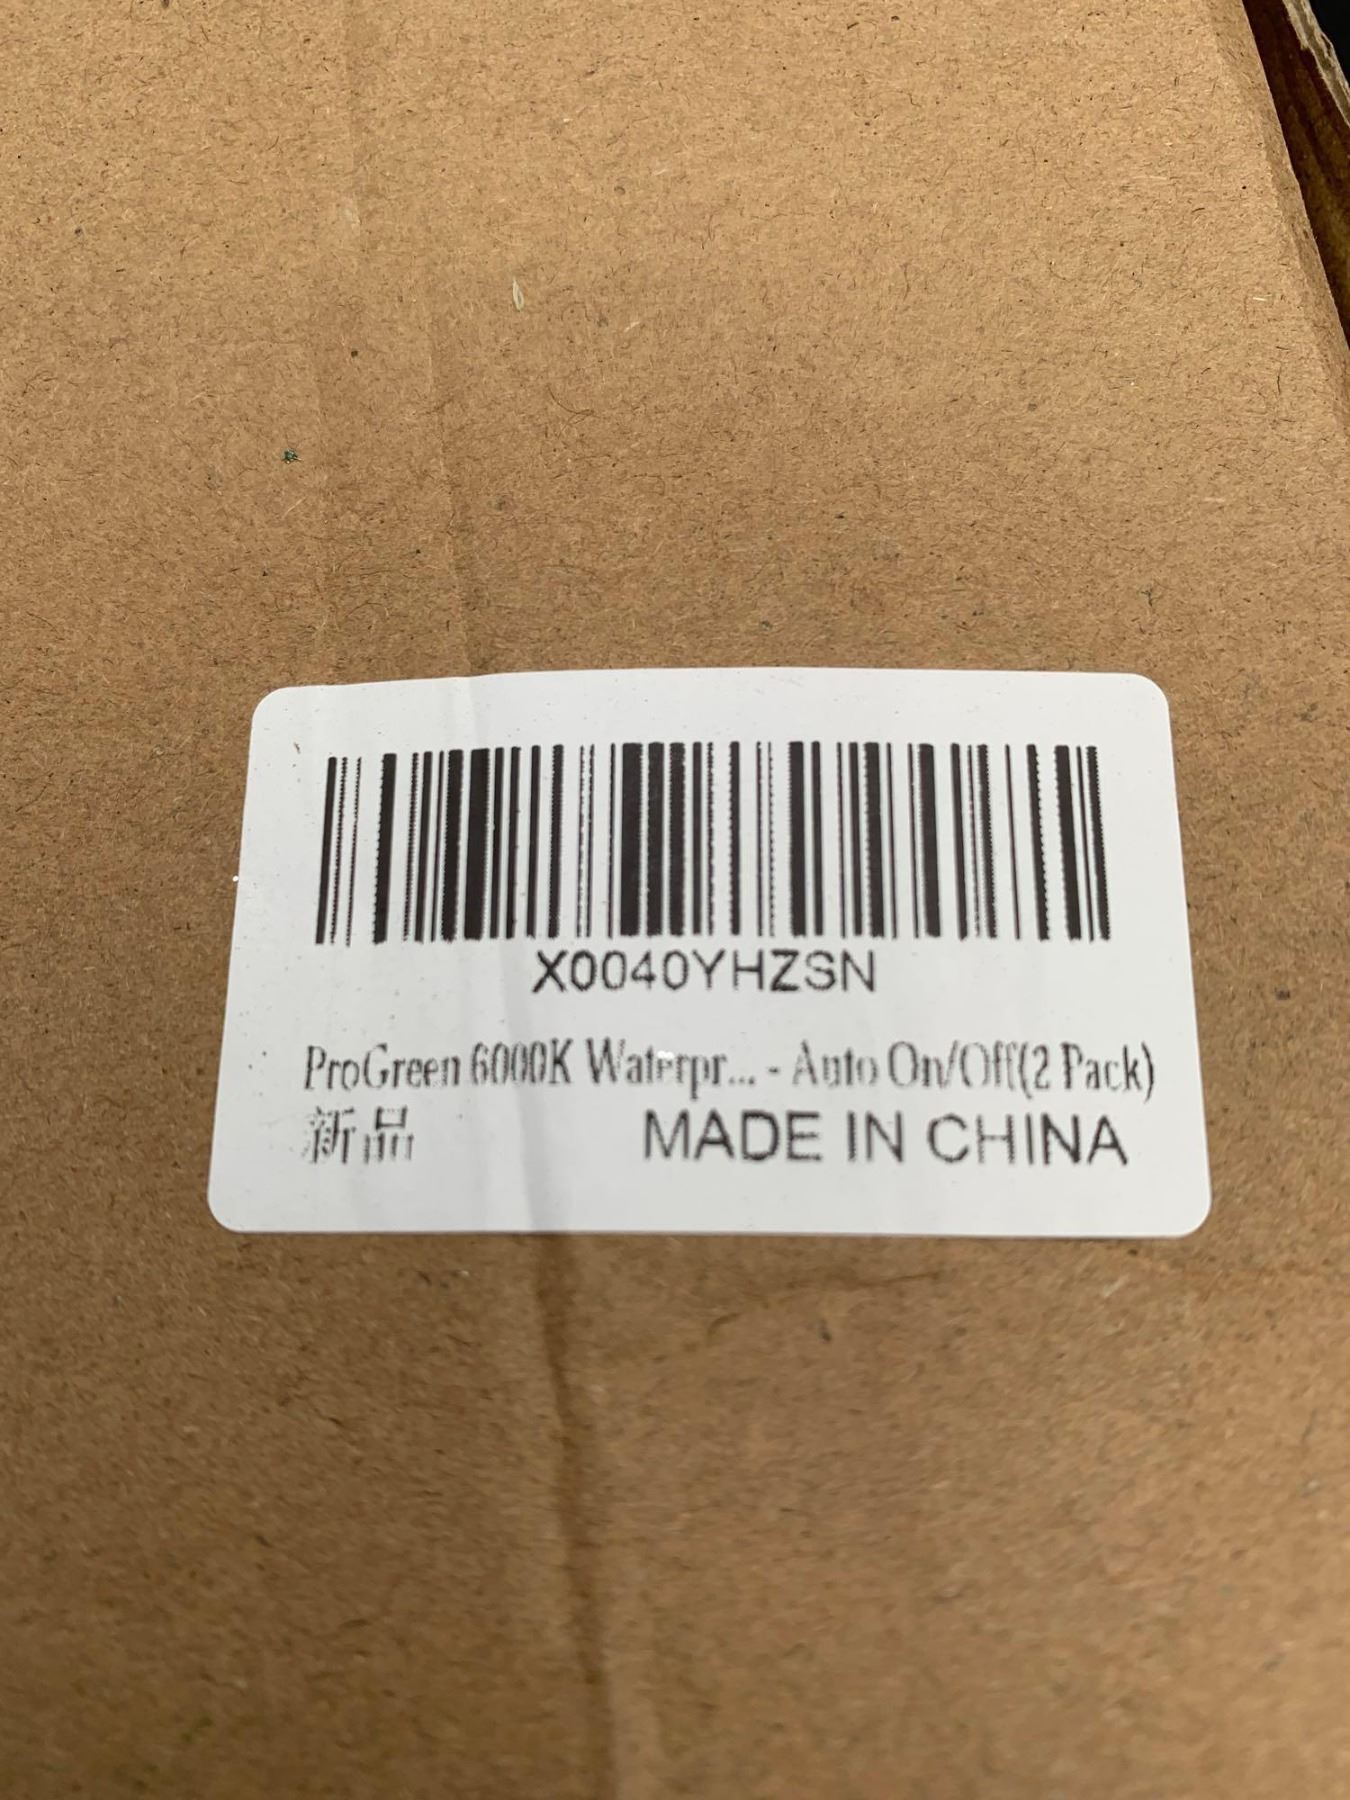 X0040YHZSN
ProGreen 6000K Waterpr... - Auto On/Off(2 Pack)
新品 MADE IN CHINA